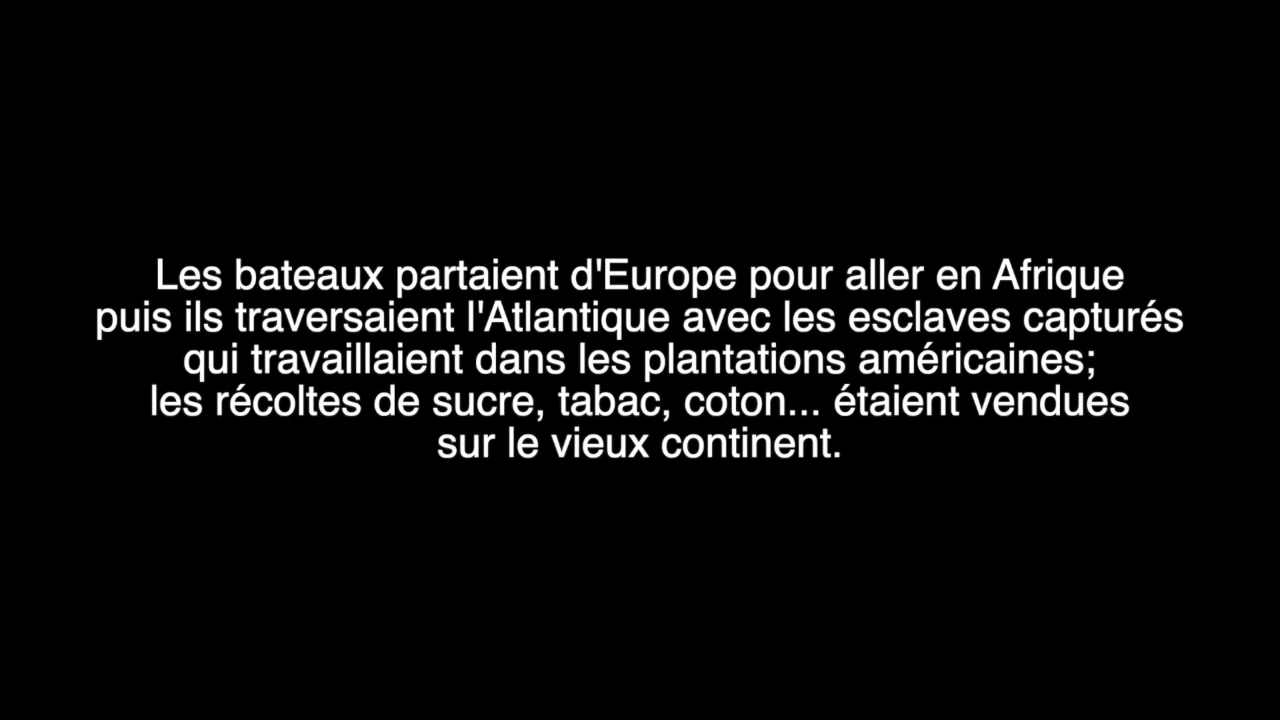 Les bateaux partaient d'Europe pour aller en Afrique
puis ils traversaient l'Atlantique avec les esclaves capturés
qui travaillaient dans les plantations américaines;
les récoltes de sucre, tabac, coton... étaient vendues
sur le vieux continent.